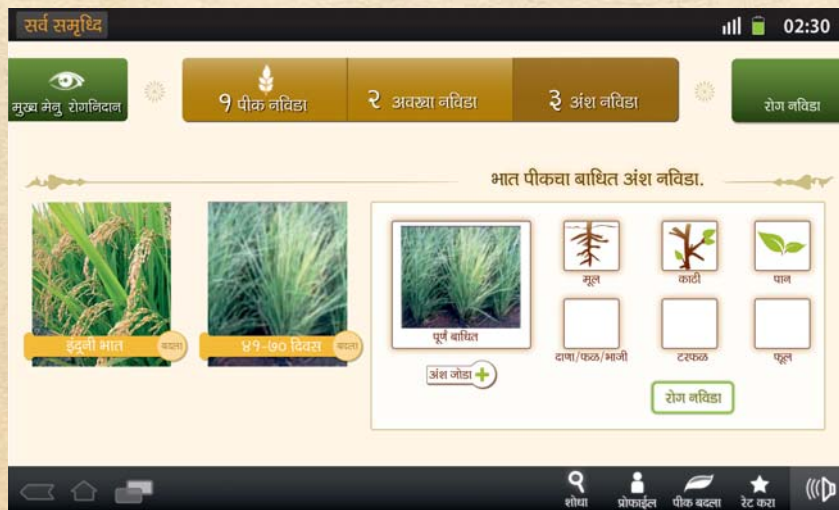 सर्व समृध्दि
02:30
मुख्य मेनु रोगनिदान
१ पीक नविडा
२ अवस्था नविडा
३ अंश नविडा
रोग नविडा
भात पीकचा बाधित अंश नविडा.
इंदुनी भात
बदला
४१-७० दिवस
बदला
पूर्ण बाधित
अंश जोडा
मूल
काठी
पान
दाणा/फळ/भाजी
टरफळ
फूल
रोग नविडा
शोधा
प्रोफाईल
पीक बदला
रेट करा